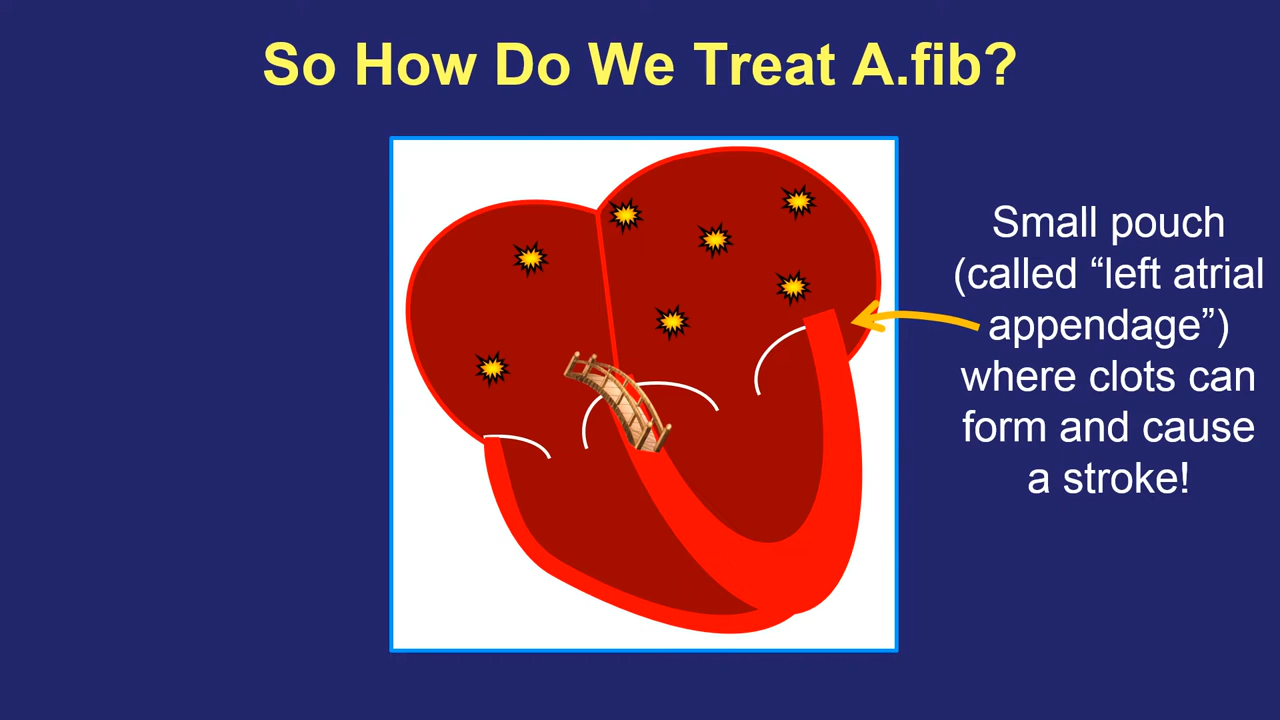 So How Do We Treat A.fib?
Small pouch
(called “left atrial
appendage”)
where clots can
form and cause
a stroke!